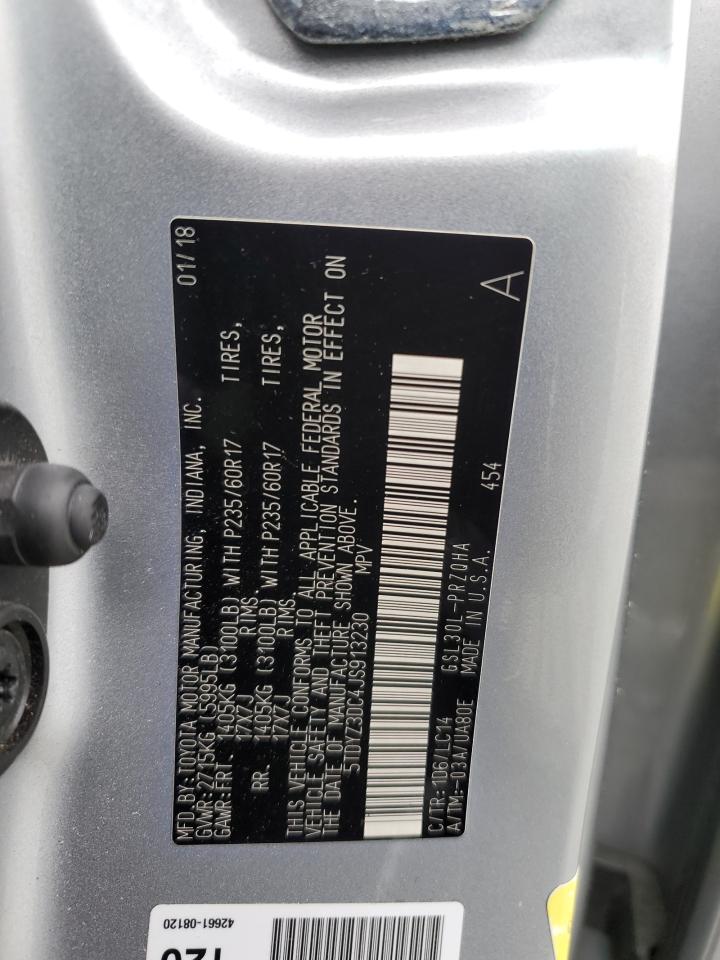 MFD BY:TOYOTA MOTOR MANUFACTURING, INDIANA, INC. 01/18
GVWR:2715KG (5995LB)
GAWR:FRT 1405KG (3100LB) WITH P235/60R17 TIRES,
17X7J RIMS.
RR. 1405KG (3100LB) WITH P235/60R17 TIRES,
17X7J RIMS.
THIS VEHICLE CONFORMS TO ALL APPLICABLE FEDERAL MOTOR
VEHICLE SAFETY AND THEFT PREVENTION STANDARDS IN EFFECT ON
THE DATE OF MANUFACTURE SHOWN ABOVE.
5TDYZ3DC4JS913230 MPV
C/TR:1D6/LC14 GSL30L-PRZQHA 454
A/TM:-03A/UA80E MADE IN U.S.A.
A
42661-08120